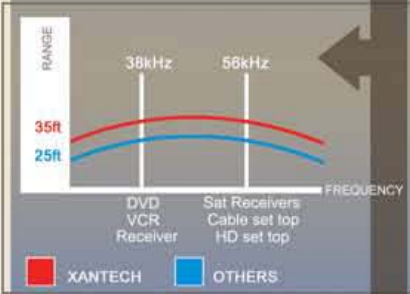 RANGE
38kHz
56kHz
35ft
25ft
FREQUENCY
DVD
VCR
Receiver
Sat Receivers
Cable set top
HD set top
XANTECH
OTHERS